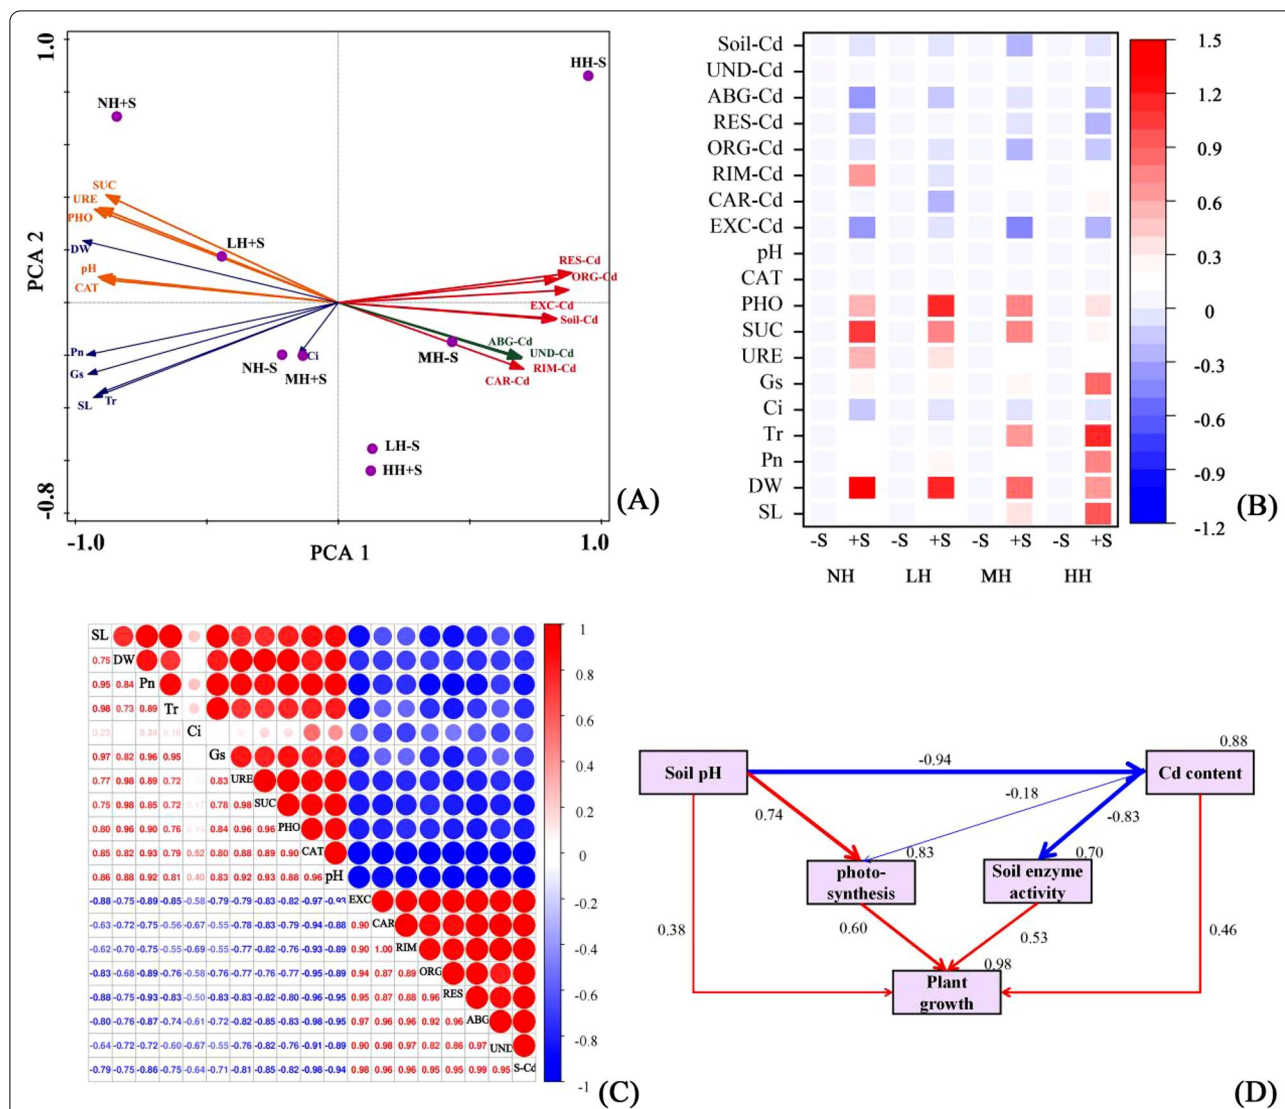 1.0
PCA 2
-0.8
HH-S
NH+S
SUC
URE
PHO
DW
LH+S
pH
CAT
RES-Cd
ORG-Cd
EXC-Cd
Soil-Cd
Pn
Gs
SL
Tr
Ci
NH-S
MH+S
MH-S
ABG-Cd
UND-Cd
RIM-Cd
CAR-Cd
LH-S
HH+S
-1.0
PCA 1
1.0
(A)
Soil-Cd
UND-Cd
ABG-Cd
RES-Cd
ORG-Cd
RIM-Cd
CAR-Cd
EXC-Cd
pH
CAT
PHO
SUC
URE
Gs
Ci
Tr
Pn
DW
SL
-S +S -S +S -S +S -S +S
NH LH MH HH
1.5
1.2
0.9
0.6
0.3
0
-0.3
-0.6
-0.9
-1.2
(B)
SL
0.75 DW
0.95 0.84 Pn
0.98 0.73 0.89 Tr
0.20 0.24 0.18 Ci
0.97 0.82 0.96 0.95 Gs
0.77 0.98 0.89 0.72 0.83 URE
0.75 0.98 0.85 0.72 0.17 0.78 0.98 SUC
0.80 0.96 0.90 0.76 0.14 0.84 0.96 0.96 PHO
0.85 0.82 0.93 0.79 0.52 0.80 0.88 0.89 0.90 CAT
0.86 0.88 0.92 0.81 0.40 0.83 0.92 0.93 0.88 0.96 pH
-0.88 -0.75 -0.89 -0.85 -0.58 -0.79 -0.79 -0.83 -0.82 -0.97 -0.93 EXC
-0.63 -0.72 -0.75 -0.56 -0.67 -0.55 -0.78 -0.83 -0.79 -0.94 -0.88 0.90 CAR
-0.62 -0.70 -0.75 -0.55 -0.69 -0.55 -0.77 -0.82 -0.76 -0.93 -0.89 0.90 1.00 RIM
-0.83 -0.68 -0.89 -0.76 -0.58 -0.76 -0.77 -0.76 -0.77 -0.95 -0.89 0.94 0.87 0.89 ORG
-0.88 -0.75 -0.93 -0.83 -0.50 -0.83 -0.83 -0.82 -0.80 -0.96 -0.95 0.95 0.87 0.88 0.96 RES
-0.80 -0.76 -0.87 -0.74 -0.61 -0.72 -0.82 -0.85 -0.83 -0.98 -0.95 0.97 0.96 0.96 0.92 0.96 ABG
-0.64 -0.72 -0.72 -0.60 -0.67 -0.55 -0.76 -0.82 -0.76 -0.91 -0.89 0.90 0.98 0.97 0.82 0.86 0.97 UND
-0.79 -0.75 -0.86 -0.75 -0.64 -0.71 -0.81 -0.85 -0.82 -0.98 -0.94 0.98 0.96 0.96 0.95 0.95 0.99 0.95 S-Cd
1
0.8
0.6
0.4
0.2
0
-0.2
-0.4
-0.6
-0.8
-1
(C)
0.88
Soil pH
-0.94
Cd content
-0.18
0.74
-0.83
0.83
0.70
photo-
synthesis
Soil enzyme
activity
0.38
0.60
0.53
0.46
0.98
Plant
growth
(D)